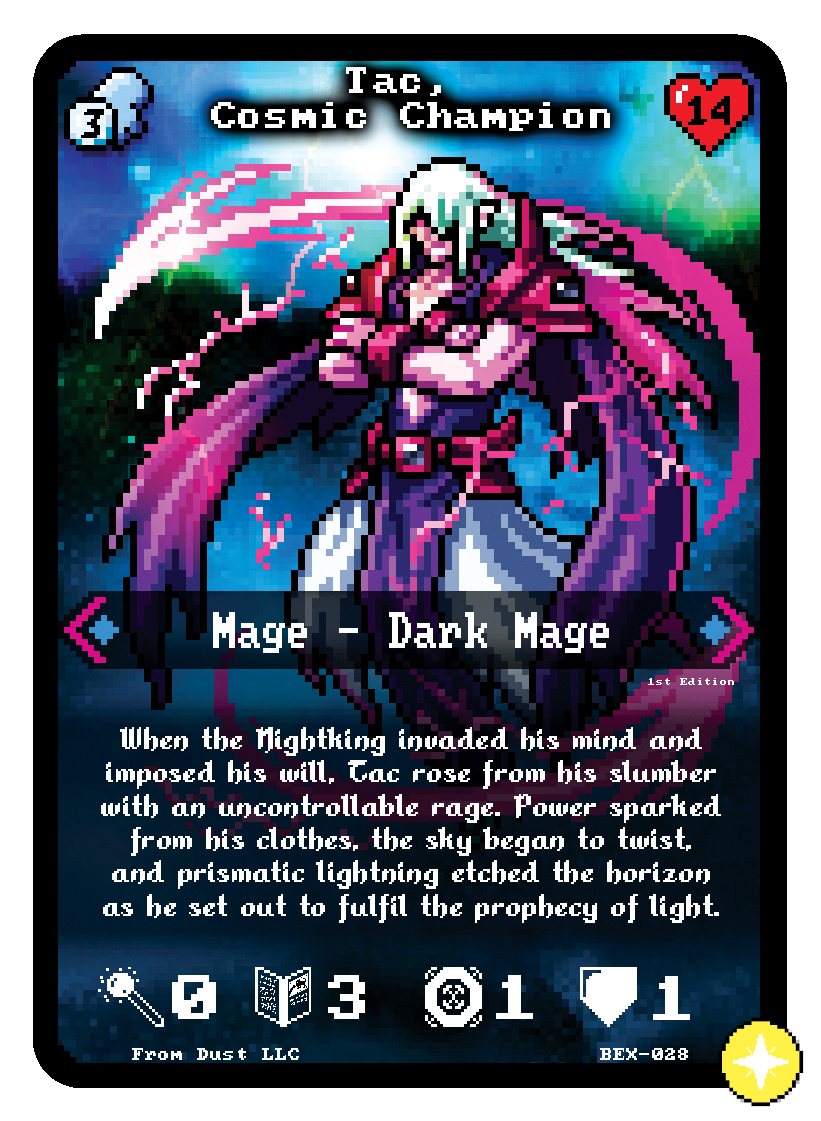 Tac,
Cosmic Champion
3
14
Mage - Dark Mage
1st Edition
When the Nightking invaded his mind and
imposed his will, Tac rose from his slumber
with an uncontrollable rage. Power sparked
from his clothes, the sky began to twist,
and prismatic lightning etched the horizon
as he set out to fulfil the prophecy of light.
0 3 1 1
From Dust LLC BEX-028